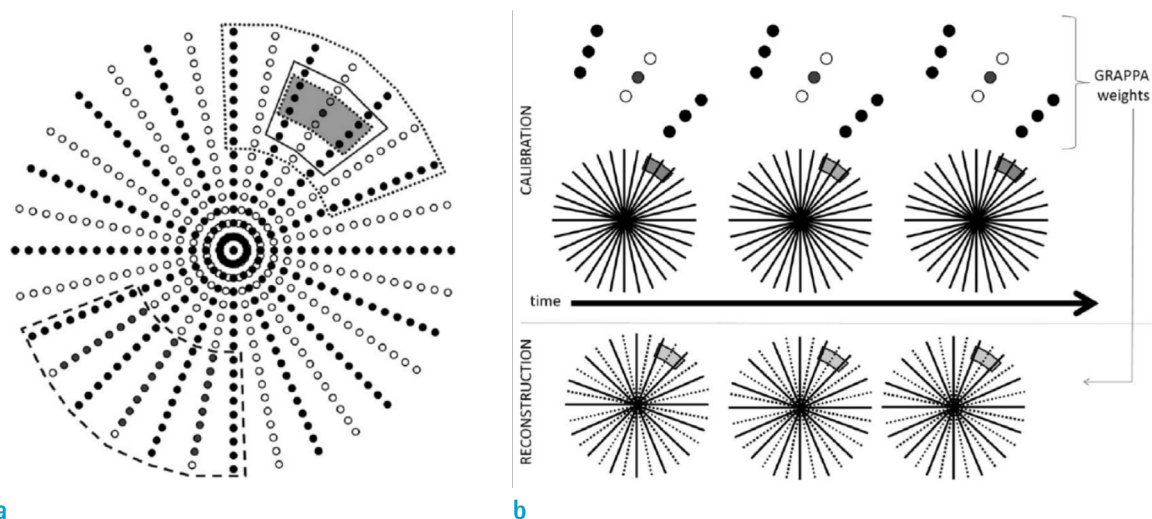 GRAPPA
weights
CALIBRATION
time
RECONSTRUCTION
a
b